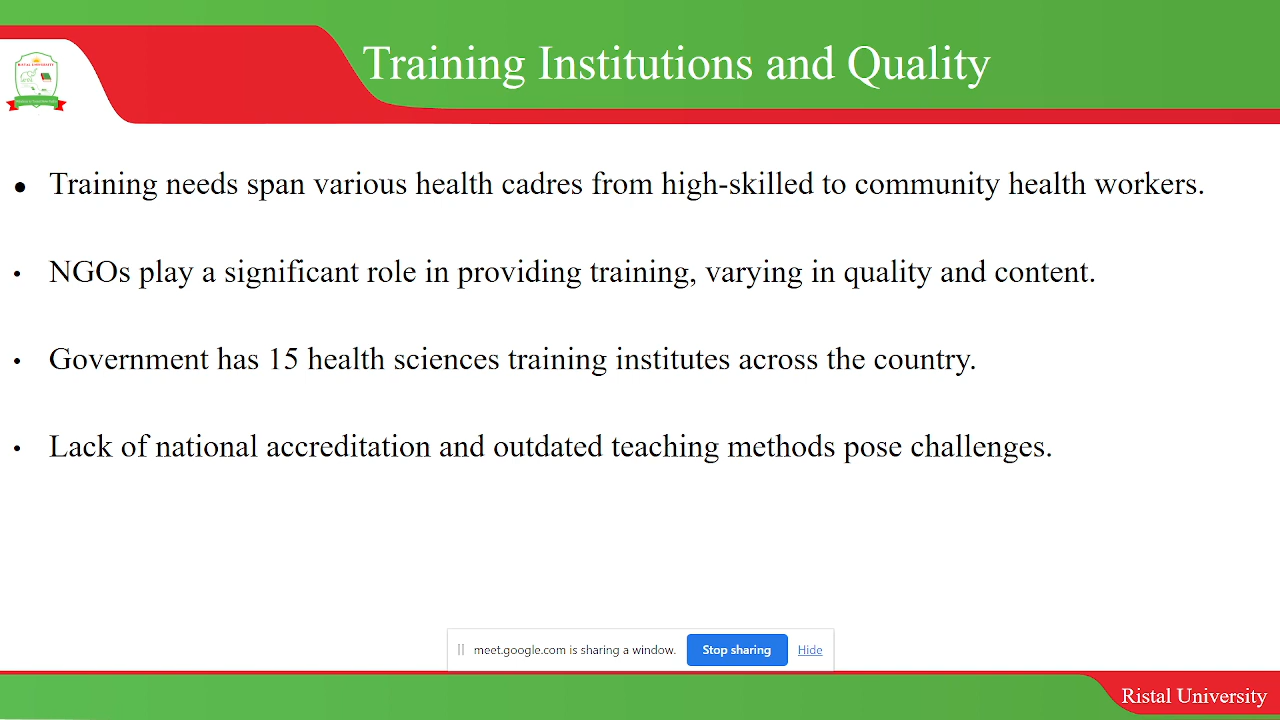 Training Institutions and Quality
RISTAL UNIVERSITY
• Training needs span various health cadres from high-skilled to community health workers.
• NGOs play a significant role in providing training, varying in quality and content.
• Government has 15 health sciences training institutes across the country.
• Lack of national accreditation and outdated teaching methods pose challenges.
meet.google.com is sharing a window. Stop sharing Hide
Ristal University